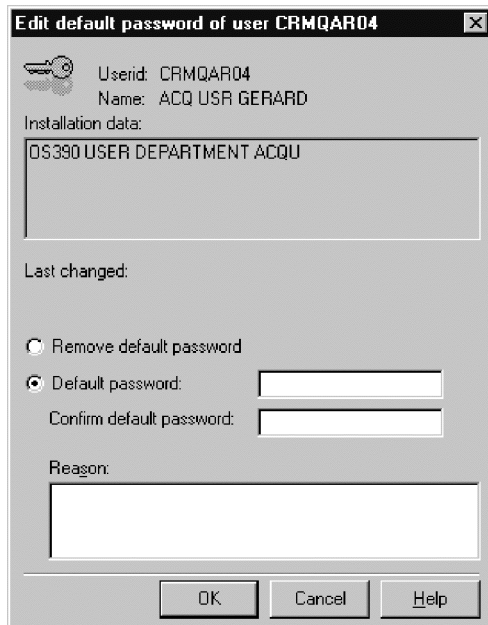 Edit default password of user CRMQAR04
Userid: CRMQAR04
Name: ACQ USR GERARD
Installation data:
OS390 USER DEPARTMENT ACQU
Last changed:
Remove default password
Default password:
Confirm default password:
Reason:
OK Cancel Help